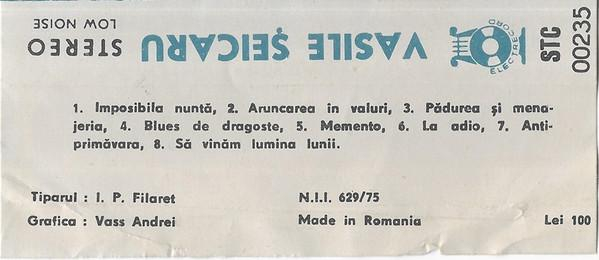 STEREO
LOW NOISE
VASILE ȘEICARU
ELECTRECORD
STC
00235
1. Imposibila nuntă, 2. Aruncarea în valuri, 3. Pădurea și mena-
jeria, 4. Blues de dragoste, 5. Memento, 6. La adio, 7. Anti-
primăvara, 8. Să vinăm lumina lunii.
Tiparul : I. P. Filaret
N.I.I. 629/75
Grafica : Vass Andrei
Made in Romania
Lei 100